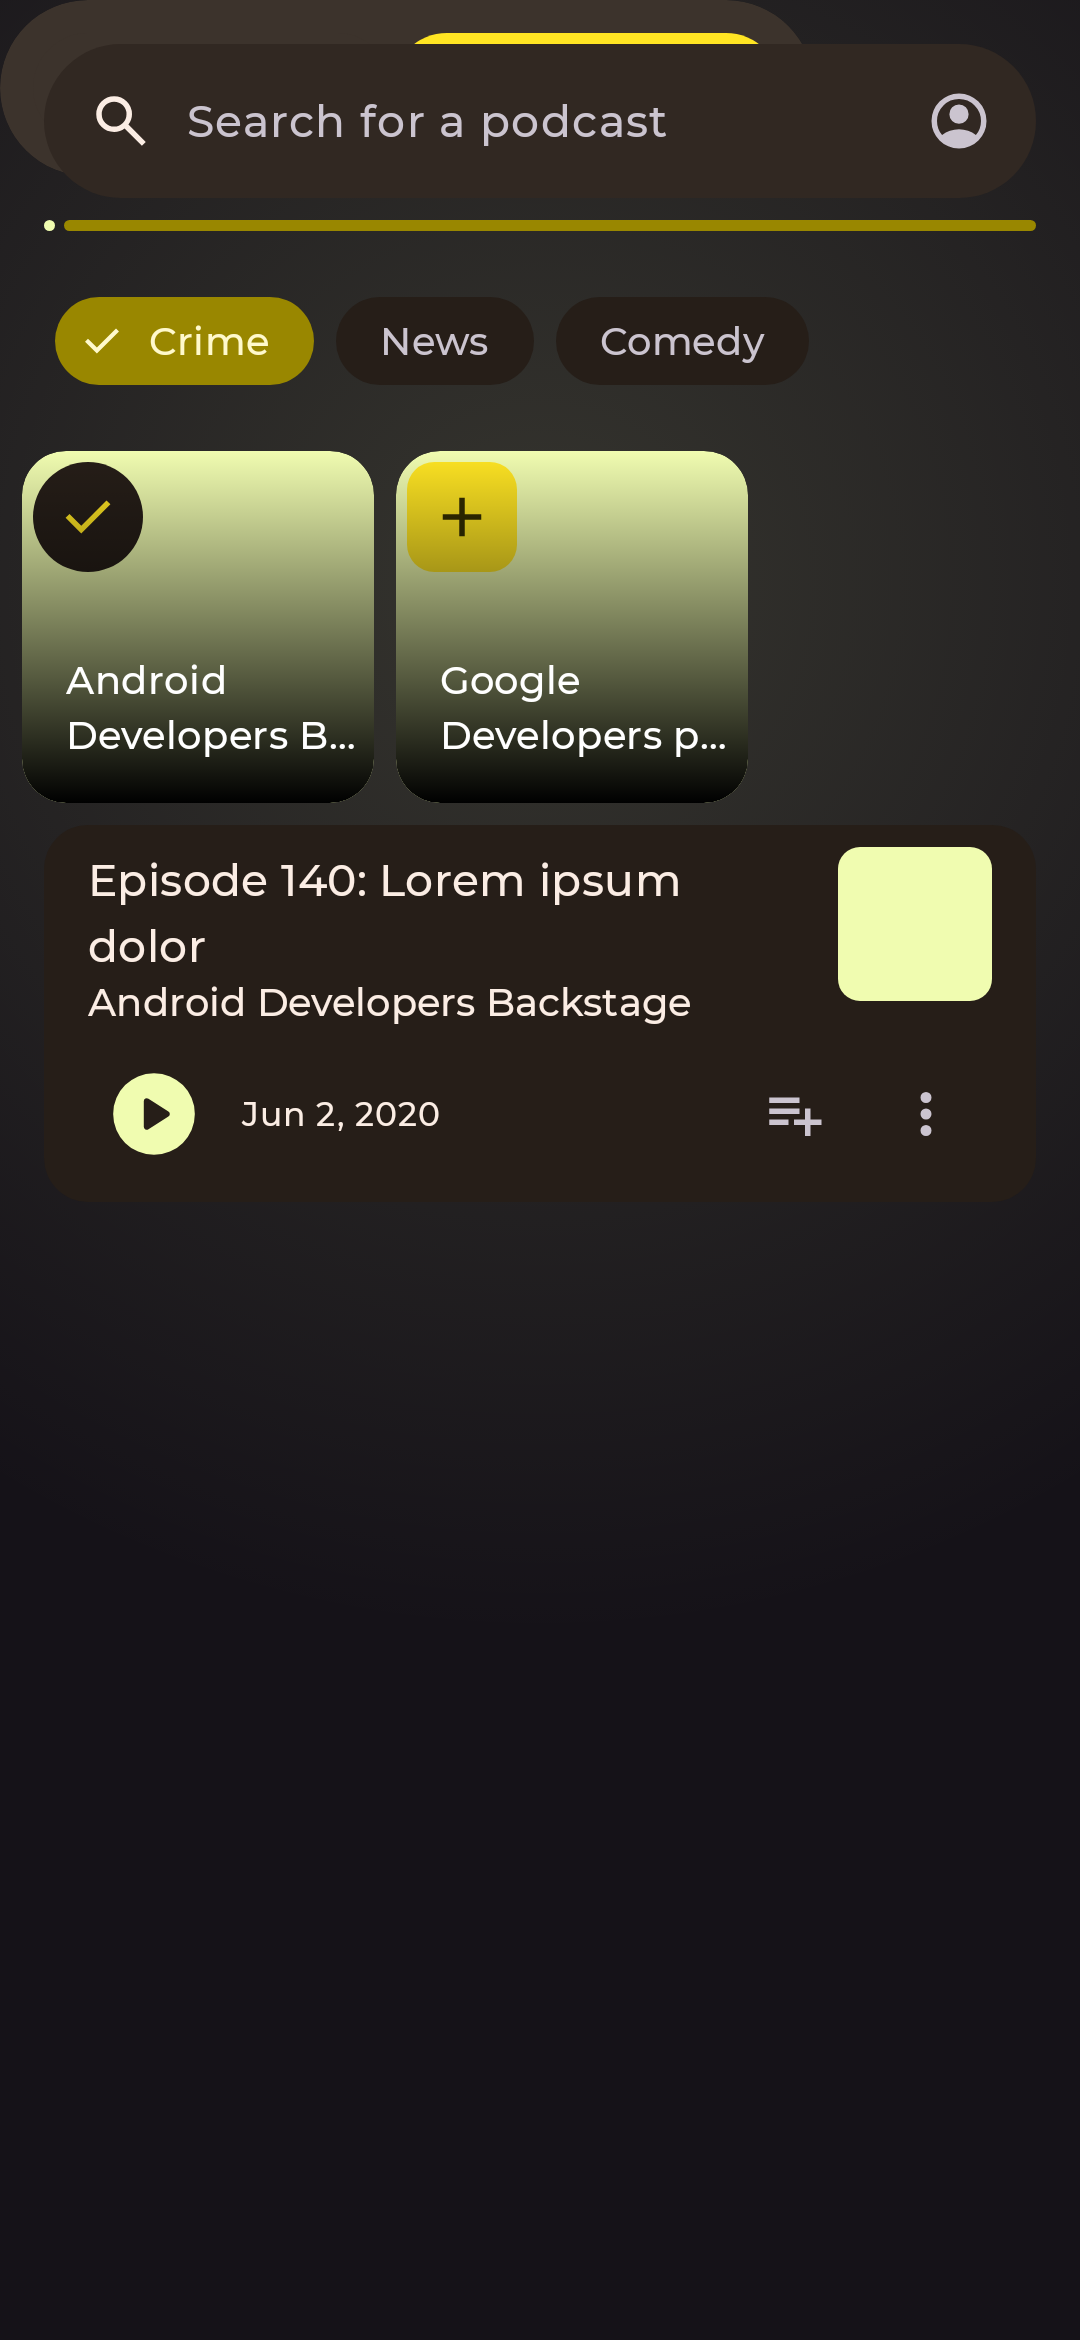 Search for a podcast
Crime
News
Comedy
Android
Developers B...
Google
Developers p...
Episode 140: Lorem ipsum
dolor
Android Developers Backstage
Jun 2, 2020